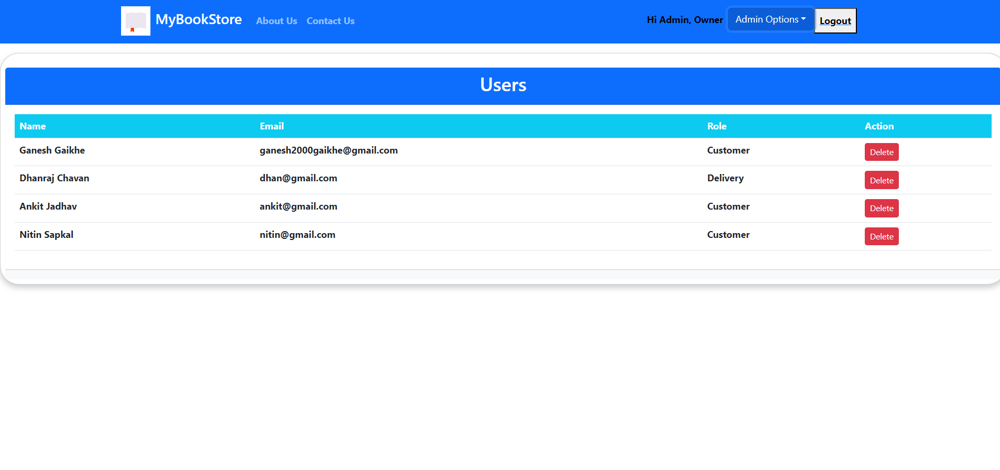 MyBookStore About Us Contact Us Hi Admin, Owner Admin Options Logout
Users
Name Email Role Action
Ganesh Gaikhe ganesh2000gaikhe@gmail.com Customer Delete
Dhanraj Chavan dhan@gmail.com Delivery Delete
Ankit Jadhav ankit@gmail.com Customer Delete
Nitin Sapkal nitin@gmail.com Customer Delete